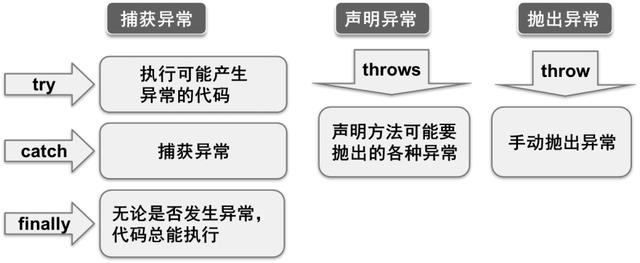 捕获异常
try
执行可能产生
异常的代码
catch
捕获异常
finally
无论是否发生异常，
代码总能执行
声明异常
throws
声明方法可能要
抛出的各种异常
抛出异常
throw
手动抛出异常